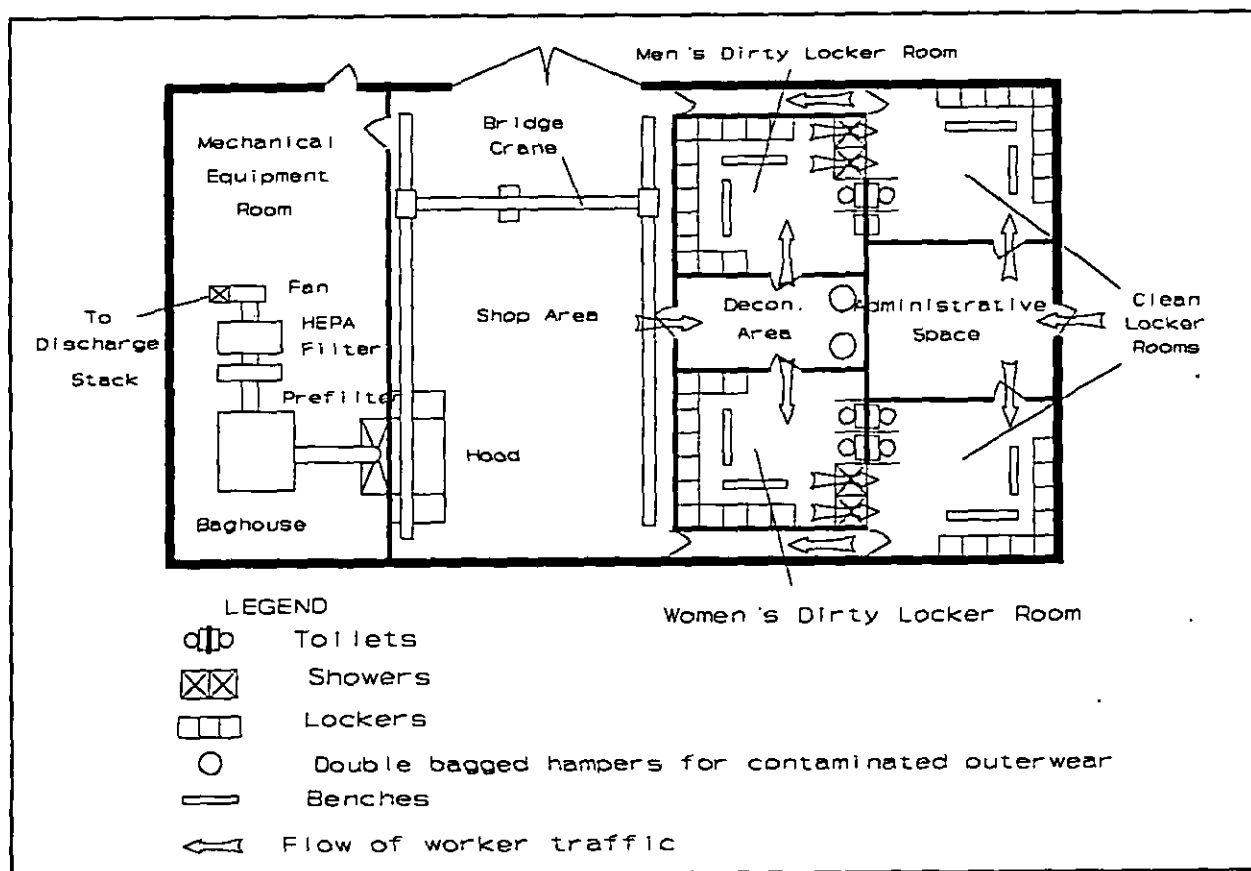 Men's Dirty Locker Room
Mechanical
Equipment
Room
Bridge
Crane
Fan
To
Discharge
Stack
HEPA
Filter
Shop Area
Decon.
Area
Administrative
Space
Clean
Locker
Rooms
Prefilter
Hood
Baghouse
Women's Dirty Locker Room
LEGEND
Toilets
Showers
Lockers
Double bagged hampers for contaminated outerwear
Benches
Flow of worker traffic